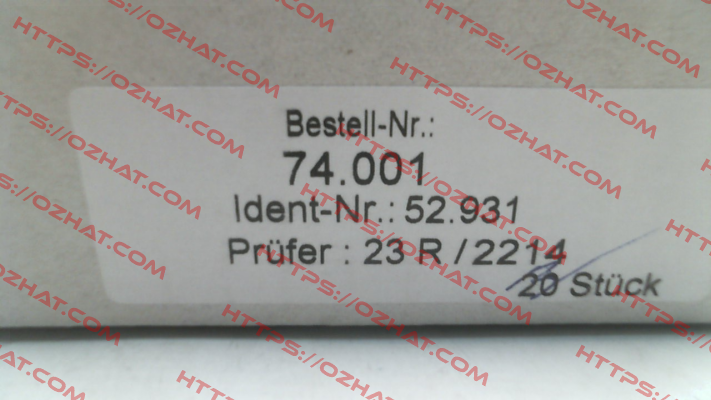 Bestell-Nr.:
74.001
Ident-Nr.: 52.931
Prüfer : 23 R / 2214
20 Stück
HTTPS://OZHAT.COM